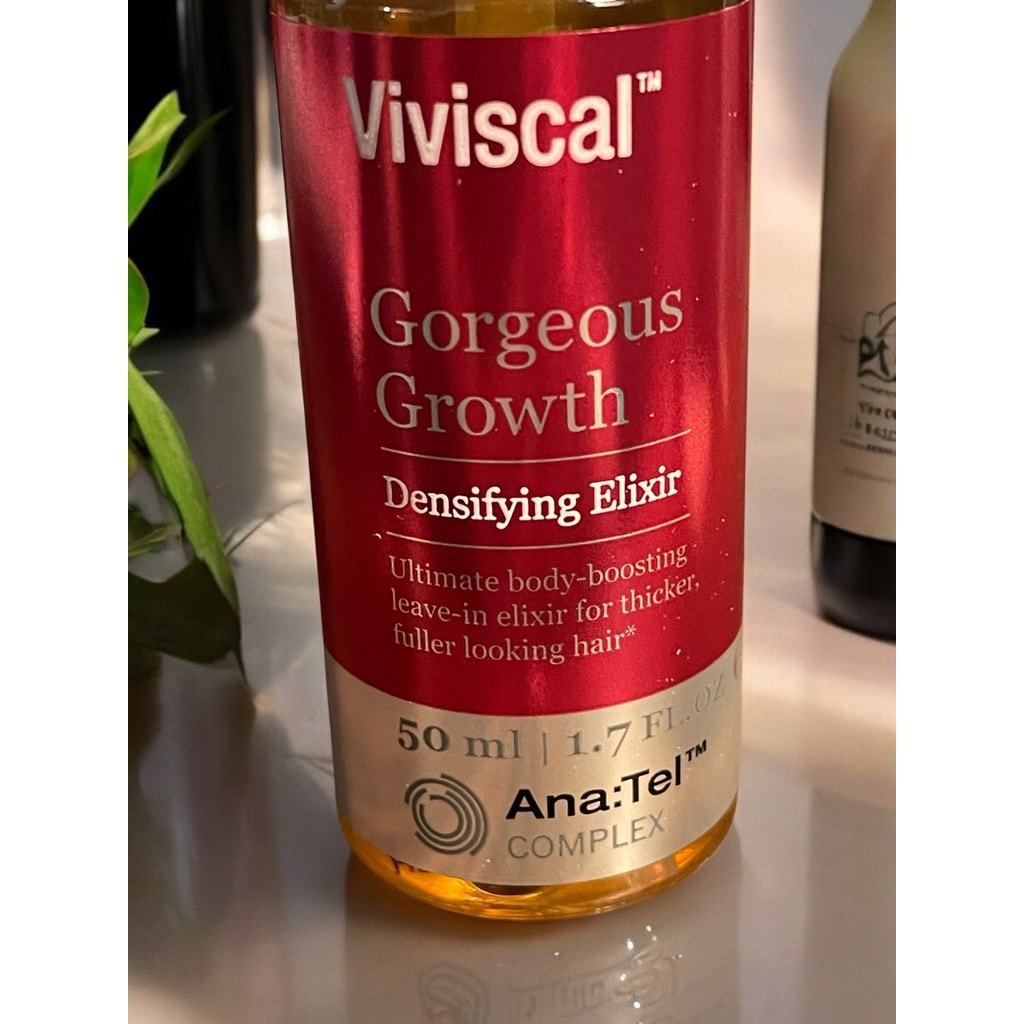 Viviscal™
Gorgeous
Growth
Densifying Elixir
Ultimate body-boosting
leave-in elixir for thicker,
fuller looking hair*
50 ml | 1.7 FL. OZ
Ana:Tel™
COMPLEX